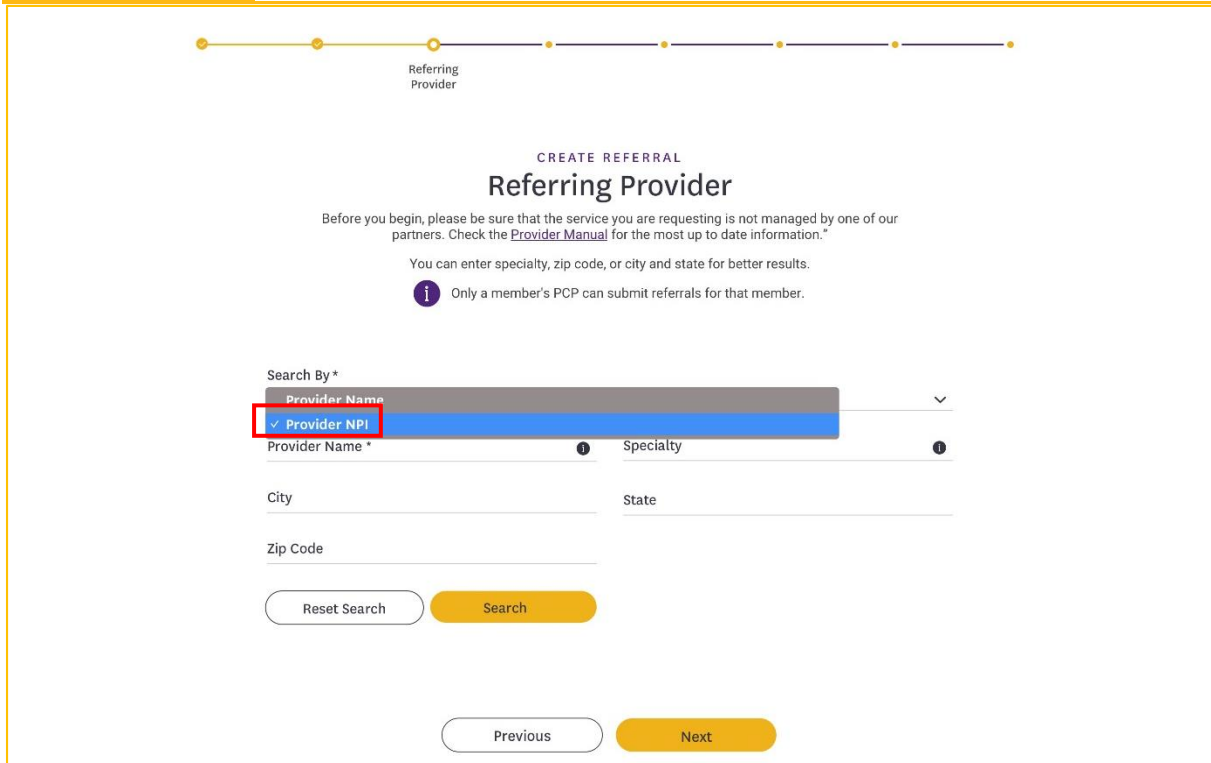 Referring
Provider
CREATE REFERRAL
Referring Provider
Before you begin, please be sure that the service you are requesting is not managed by one of our
partners. Check the Provider Manual for the most up to date information.”
You can enter specialty, zip code, or city and state for better results.
i Only a member's PCP can submit referrals for that member.
Search By *
Provider Name
✓ Provider NPI
Provider Name *
Specialty
City
State
Zip Code
Reset Search
Search
Previous
Next